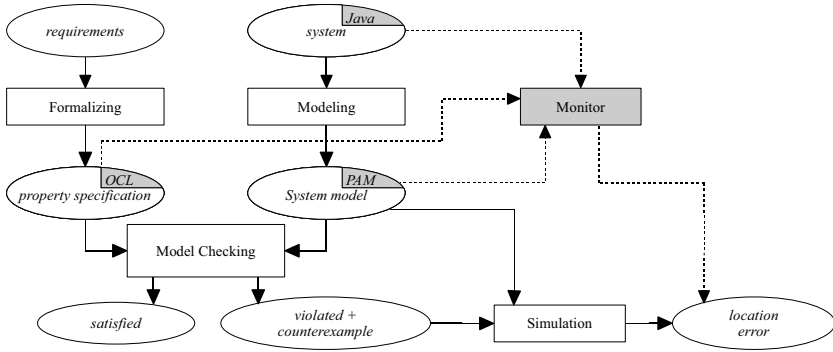 requirements
Java
system
Formalizing
Modeling
Monitor
OCL
property specification
PAM
System model
Model Checking
satisfied
violated +
counterexample
Simulation
location
error